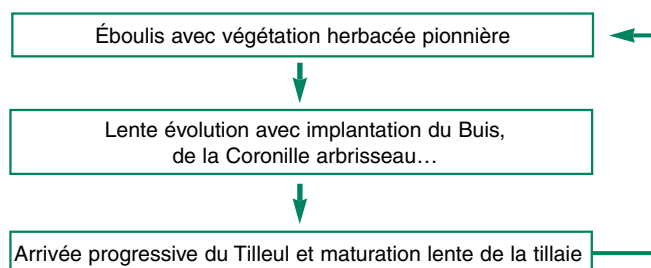 Éboulis avec végétation herbacée pionnière
Lente évolution avec implantation du Buis,
de la Coronille arbrisseau…
Arrivée progressive du Tilleul et maturation lente de la tillaie